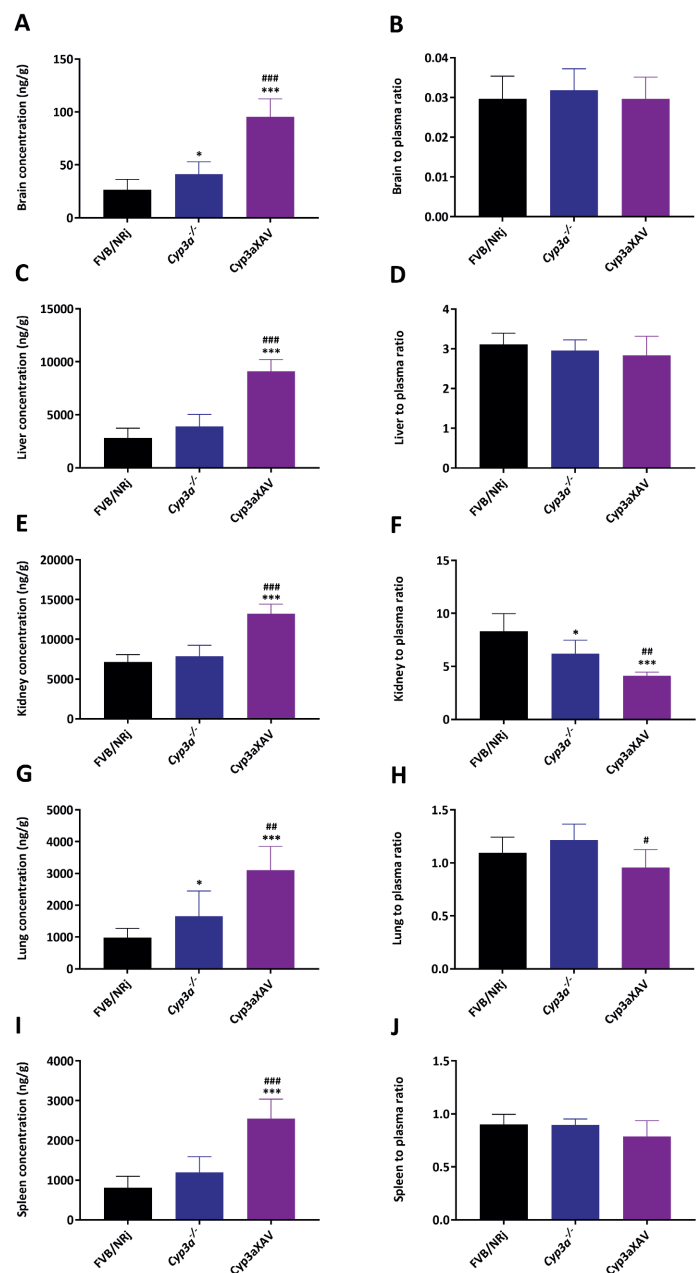 A
Brain concentration (ng/g)
150
100
50
0
*
###
***
FVB/NRj
Cyp3a-/-
Cyp3aXAV
B
Brain to plasma ratio
0.04
0.03
0.02
0.01
0.00
FVB/NRj
Cyp3a-/-
Cyp3aXAV
C
Liver concentration (ng/g)
15000
10000
5000
0
###
***
FVB/NRj
Cyp3a-/-
Cyp3aXAV
D
Liver to plasma ratio
4
3
2
1
0
FVB/NRj
Cyp3a-/-
Cyp3aXAV
E
Kidney concentration (ng/g)
20000
15000
10000
5000
0
###
***
FVB/NRj
Cyp3a-/-
Cyp3aXAV
F
Kidney to plasma ratio
15
10
5
0
*
##
***
FVB/NRj
Cyp3a-/-
Cyp3aXAV
G
Lung concentration (ng/g)
5000
4000
3000
2000
1000
0
*
##
***
FVB/NRj
Cyp3a-/-
Cyp3aXAV
H
Lung to plasma ratio
1.5
1.0
0.5
0.0
#
FVB/NRj
Cyp3a-/-
Cyp3aXAV
I
Spleen concentration (ng/g)
4000
3000
2000
1000
0
###
***
FVB/NRj
Cyp3a-/-
Cyp3aXAV
J
Spleen to plasma ratio
1.5
1.0
0.5
0.0
FVB/NRj
Cyp3a-/-
Cyp3aXAV